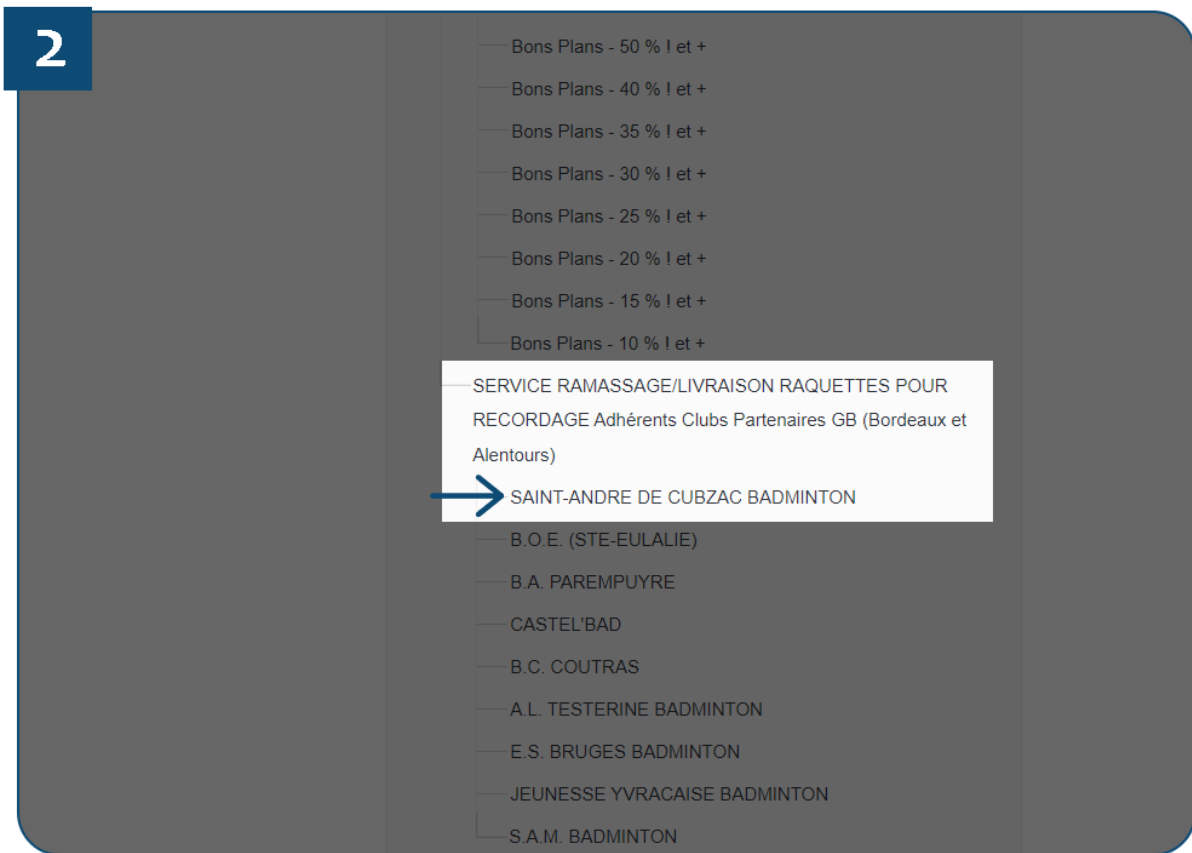 2
Bons Plans - 50 % ! et +
Bons Plans - 40 % ! et +
Bons Plans - 35 % ! et +
Bons Plans - 30 % ! et +
Bons Plans - 25 % ! et +
Bons Plans - 20 % ! et +
Bons Plans - 15 % ! et +
Bons Plans - 10 % ! et +
SERVICE RAMASSAGE/LIVRAISON RAQUETTES POUR
RECORDAGE Adhérents Clubs Partenaires GB (Bordeaux et
Alentours)
SAINT-ANDRE DE CUBZAC BADMINTON
B.O.E. (STE-EULALIE)
B.A. PAREMPUYRE
CASTEL'BAD
B.C. COUTRAS
A.L. TESTERINE BADMINTON
E.S. BRUGES BADMINTON
JEUNESSE YVRACAISE BADMINTON
S.A.M. BADMINTON